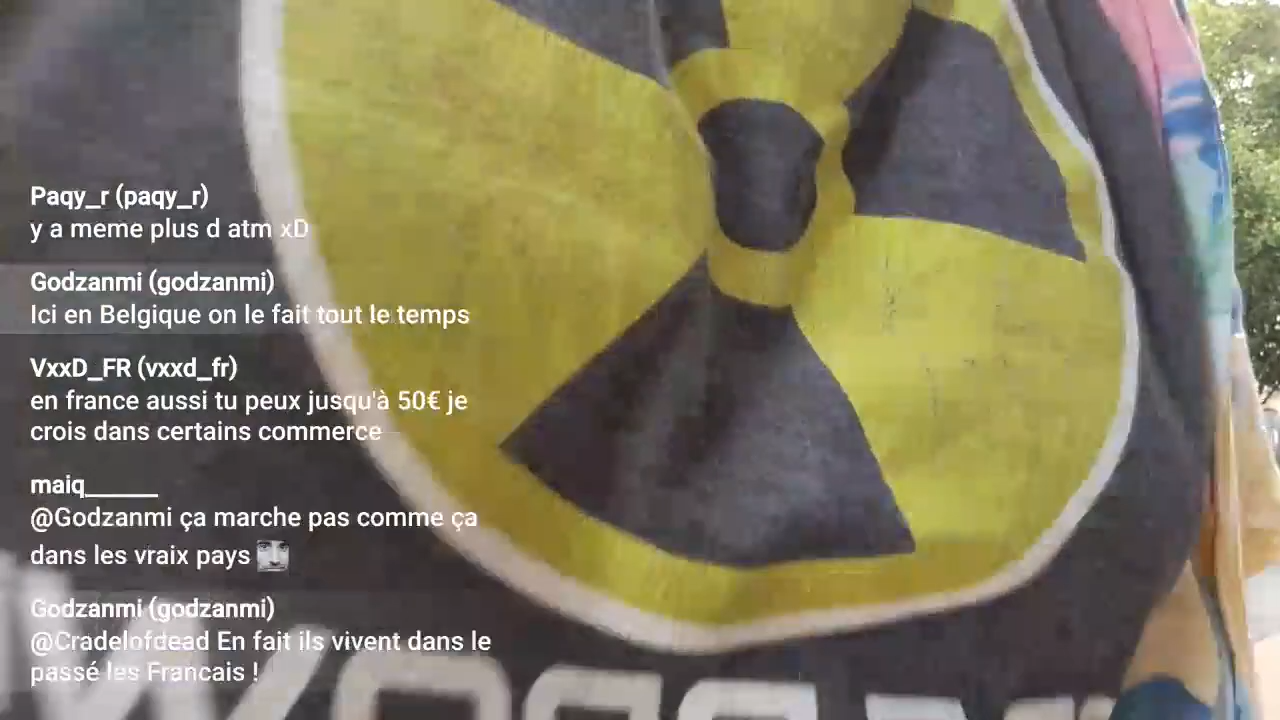 Paqy_r (paqy_r)
y a meme plus d atm xD
Godzanmi (godzanmi)
Ici en Belgique on le fait tout le temps
VxxD_FR (vxxd_fr)
en france aussi tu peux jusqu'à 50€ je
crois dans certains commerce
maiq______
@Godzanmi ça marche pas comme ça
dans les vraix pays
Godzanmi (godzanmi)
@Cradelofdead En fait ils vivent dans le
passé les Francais !